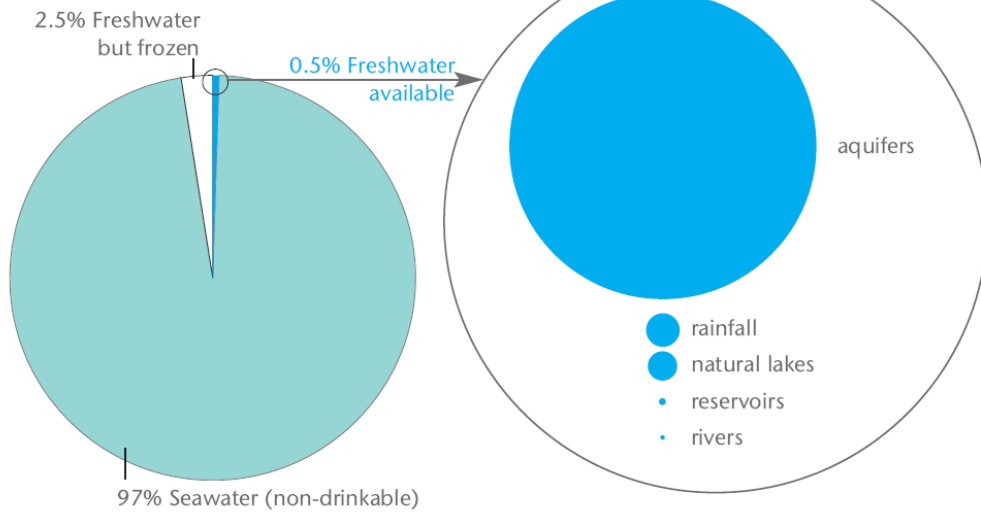 2.5% Freshwater
but frozen
0.5% Freshwater
available
aquifers
rainfall
natural lakes
reservoirs
rivers
97% Seawater (non-drinkable)